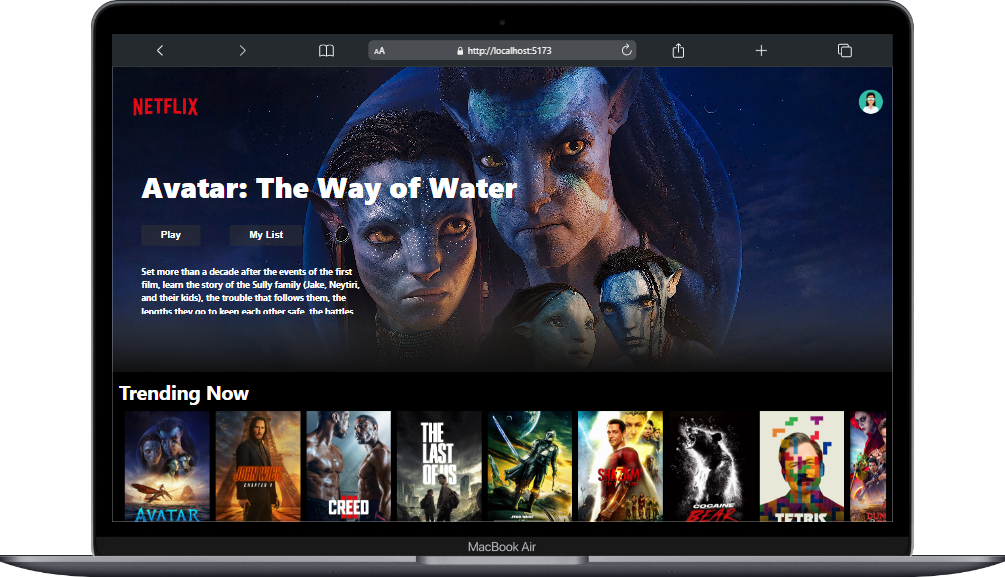 AA http://localhost:5173
NETFLIX
Avatar: The Way of Water
Play My List
Set more than a decade after the events of the first
film, learn the story of the Sully family (Jake, Neytiri,
and their kids), the trouble that follows them, the
lengths they go to keep each other safe, the battles
Trending Now
THE
LAST
OF US
JOHN WICK
CHAPTER 4
SHAZAM
CREED
STAR WARS
COCAINE
BEAR
AVATAR
TETRIS
MacBook Air